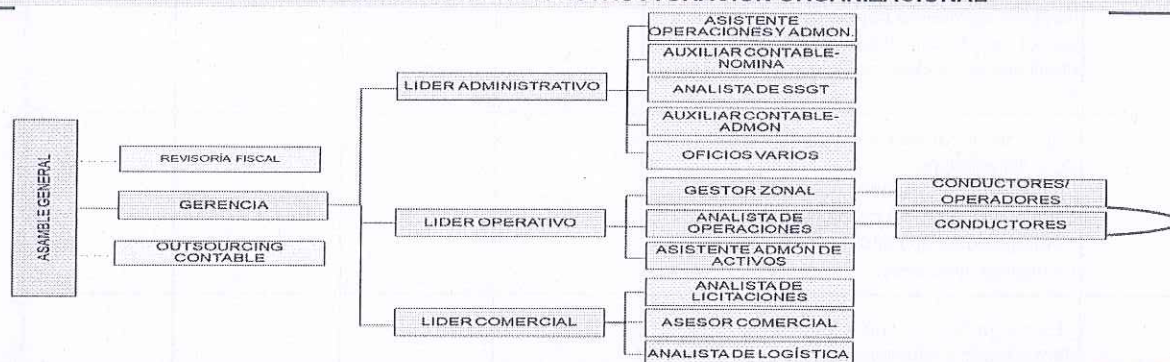 ASAMBLE GENERAL
REVISORÍA FISCAL
GERENCIA
OUTSOURCING
CONTABLE
LIDER ADMINISTRATIVO
ASISTENTE
OPERACIONES Y ADMON.
AUXILIAR CONTABLE-
NOMINA
ANALISTA DE SSGT
AUXILIAR CONTABLE-
ADMÓN
OFICIOS VARIOS
LIDER OPERATIVO
GESTOR ZONAL
CONDUCTORES/
OPERADORES
ANALISTA DE
OPERACIONES
CONDUCTORES
ASISTENTE ADMÓN DE
ACTIVOS
LIDER COMERCIAL
ANALISTA DE
LICITACIONES
ASESOR COMERCIAL
ANALISTA DE LOGÍSTICA